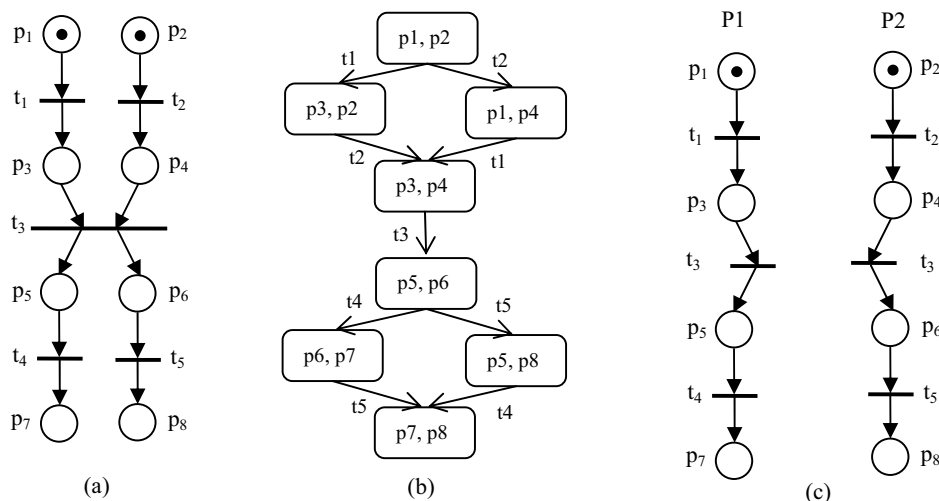 p₁ p₂
t₁ t₂
p₃ p₄
t₃
p₅ p₆
t₄ t₅
p₇ p₈
(a)
p1, p2
t1 t2
p3, p2 p1, p4
t2 t1
p3, p4
t3
p5, p6
t4 t5
p6, p7 p5, p8
t5 t4
p7, p8
(b)
P1 P2
p₁ p₂
t₁ t₂
p₃ p₄
t₃ t₃
p₅ p₆
t₄ t₅
p₇ p₈
(c)